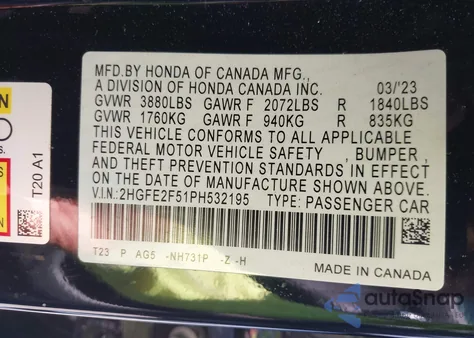 MFD.BY HONDA OF CANADA MFG.,
A DIVISION OF HONDA CANADA INC. 03/'23
GVWR 3880LBS GAWR F 2072LBS R 1840LBS
GVWR 1760KG GAWR F 940KG R 835KG
THIS VEHICLE CONFORMS TO ALL APPLICABLE
FEDERAL MOTOR VEHICLE SAFETY , BUMPER ,
AND THEFT PREVENTION STANDARDS IN EFFECT
ON THE DATE OF MANUFACTURE SHOWN ABOVE.
V.I.N.:2HGFE2F51PH532195 TYPE: PASSENGER CAR
T23 P AG5 -NH731P -Z -H
MADE IN CANADA
T20 A1
autoSnap